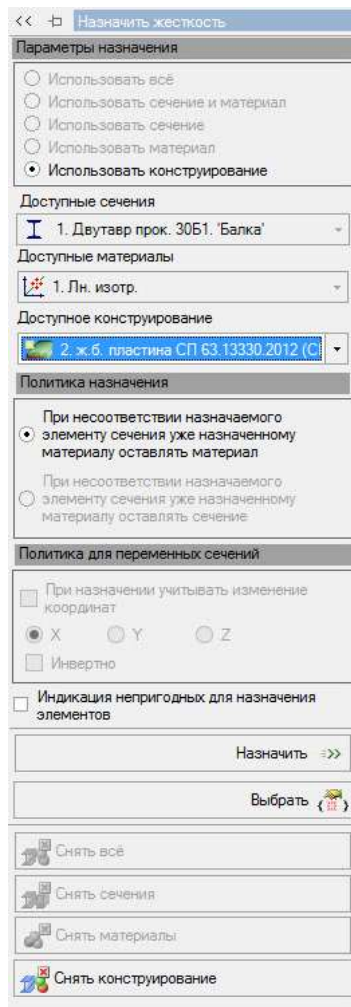 << Назначить жесткость
Параметры назначения
Использовать всё
Использовать сечение и материал
Использовать сечение
Использовать материал
Использовать конструирование
Доступные сечения
1. Двутавр прок. 30Б1. 'Балка'
Доступные материалы
1. Лн. изотр.
Доступное конструирование
2. ж.б. пластина СП 63.13330.2012 (С
Политика назначения
При несоответствии назначаемого
элементу сечения уже назначенному
материалу оставлять материал
При несоответствии назначаемого
элементу сечения уже назначенному
материалу оставлять сечение
Политика для переменных сечений
При назначении учитывать изменение
координат
X Y Z
Инвертно
Индикация непригодных для назначения
элементов
Назначить
Выбрать
Снять всё
Снять сечения
Снять материалы
Снять конструирование